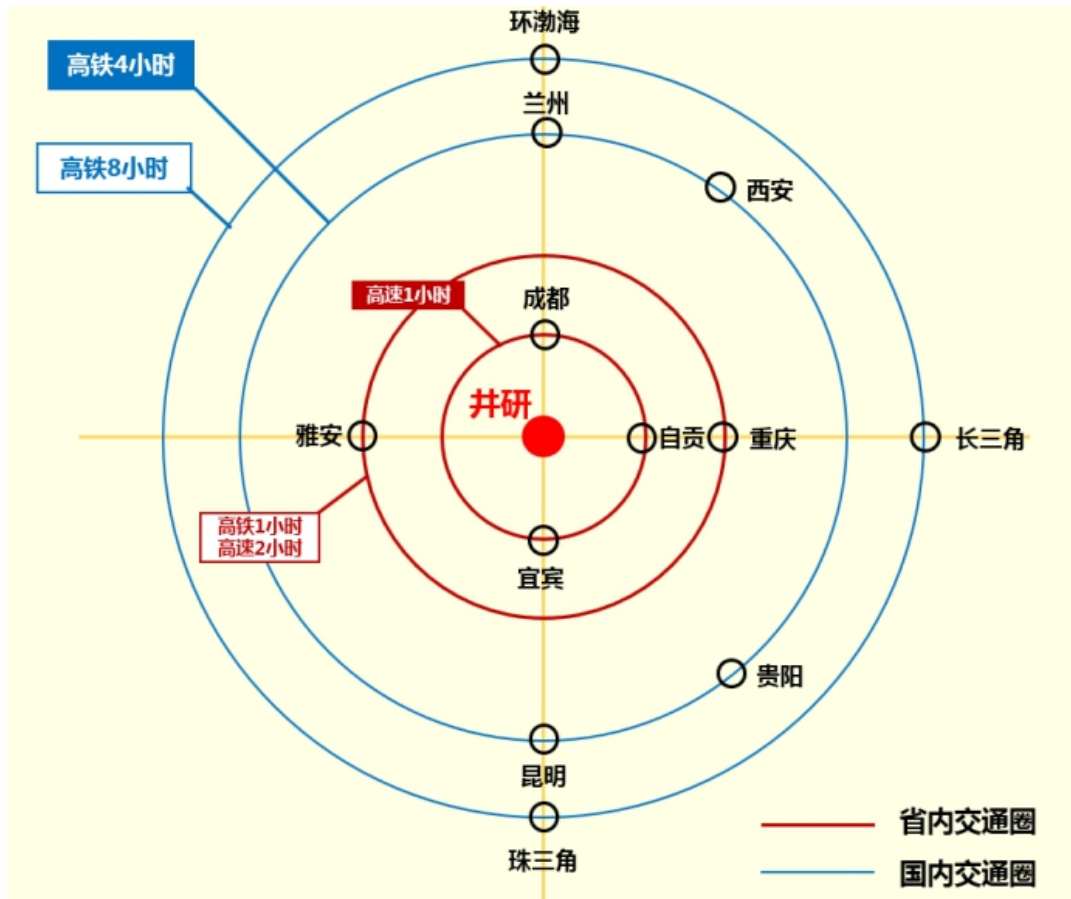 环渤海
高铁4小时
兰州
高铁8小时
西安
高速1小时
成都
井研
雅安
自贡
重庆
长三角
高铁1小时
高速2小时
宜宾
贵阳
昆明
省内交通圈
珠三角
国内交通圈